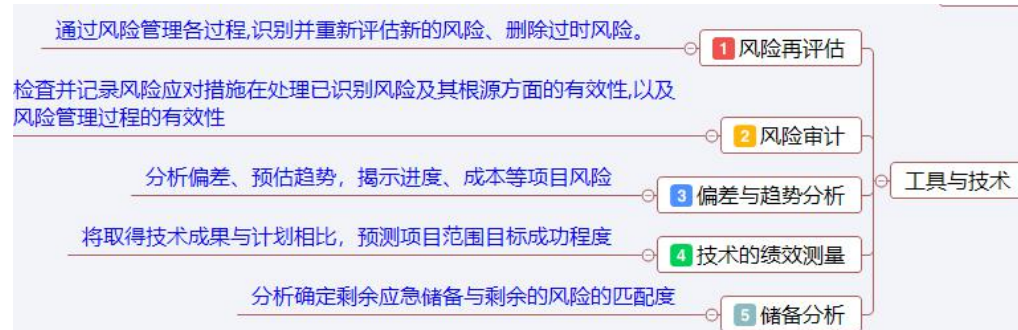 通过风险管理各过程,识别并重新评估新的风险、删除过时风险。
1 风险再评估
检查并记录风险应对措施在处理已识别风险及其根源方面的有效性,以及
风险管理过程的有效性
2 风险审计
分析偏差、预估趋势，揭示进度、成本等项目风险
3 偏差与趋势分析
工具与技术
将取得技术成果与计划相比，预测项目范围目标成功程度
4 技术的绩效测量
分析确定剩余应急储备与剩余的风险的匹配度
5 储备分析